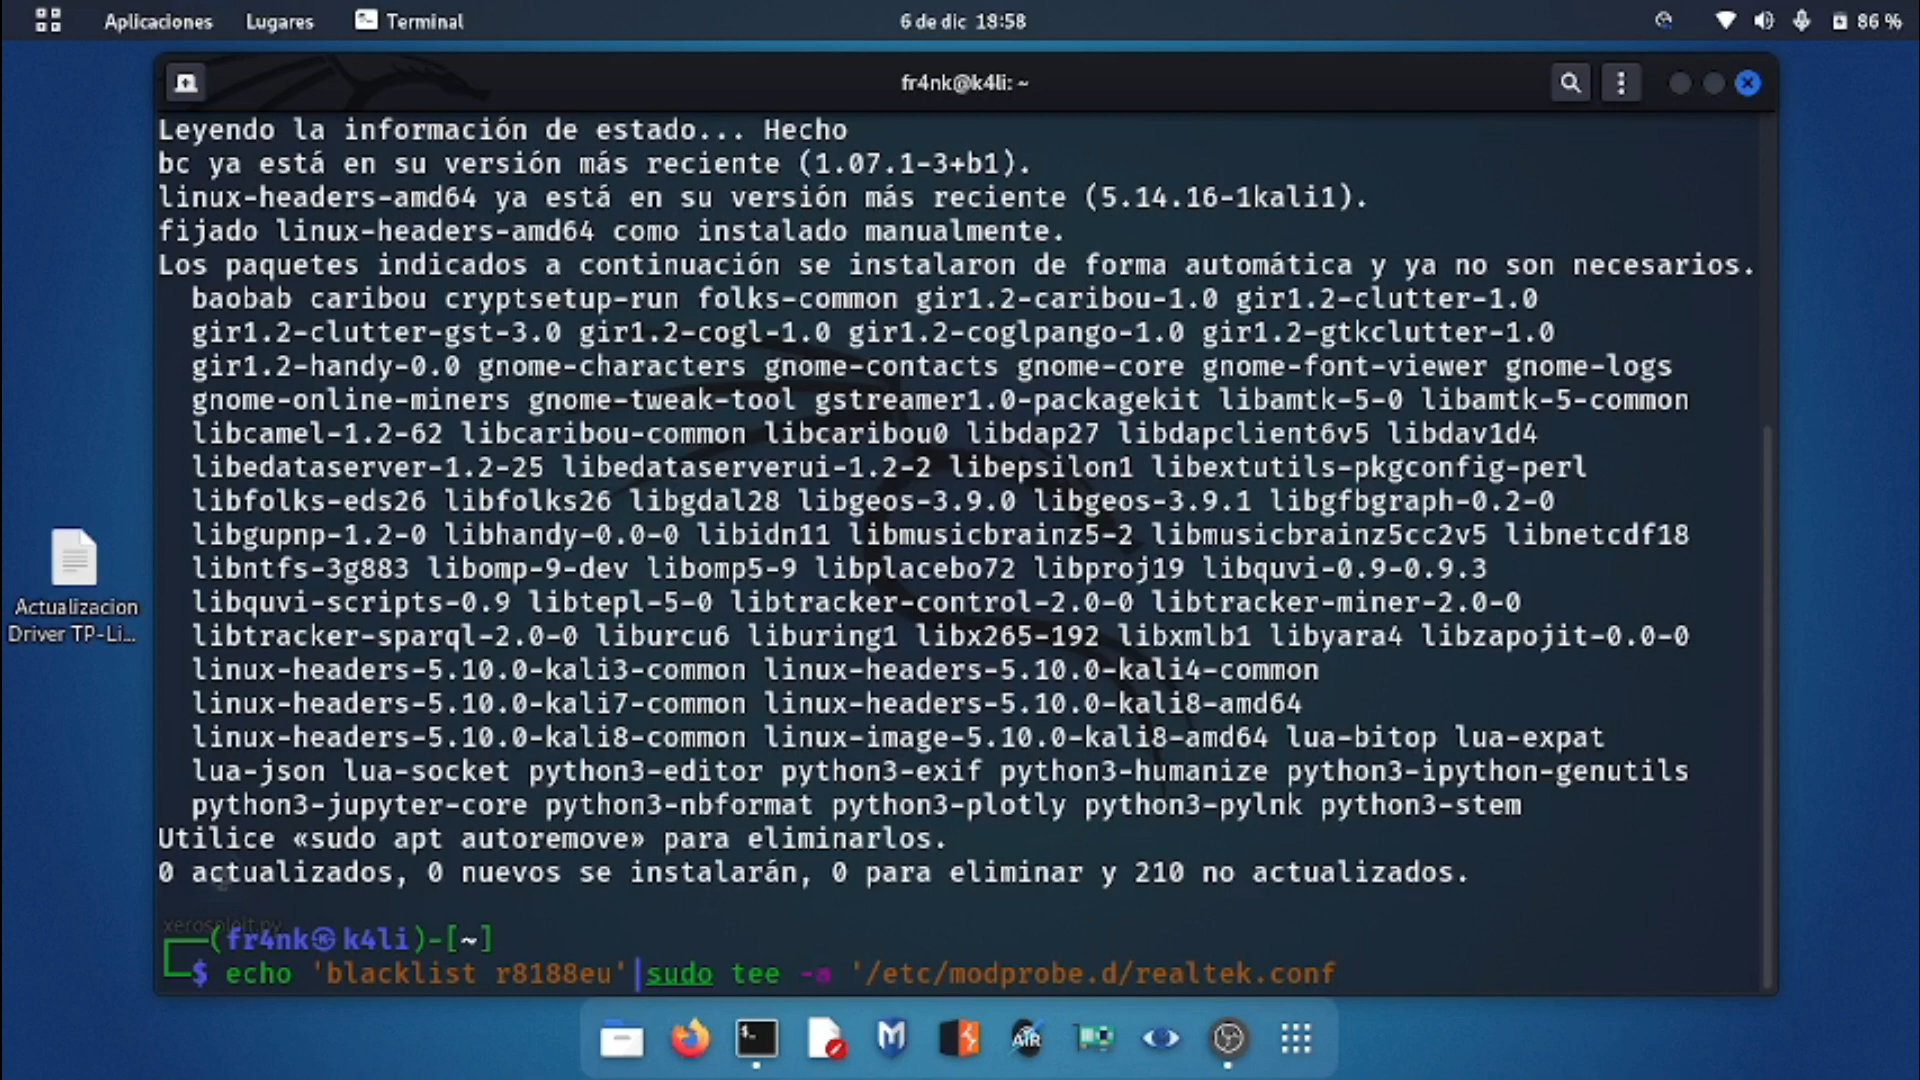 Aplicaciones Lugares Terminal 6 de dic 18:58 86 %
fr4nk@k4li: ~
Leyendo la información de estado... Hecho
bc ya está en su versión más reciente (1.07.1-3+b1).
linux-headers-amd64 ya está en su versión más reciente (5.14.16-1kali1).
fijado linux-headers-amd64 como instalado manualmente.
Los paquetes indicados a continuación se instalaron de forma automática y ya no son necesarios.
baobab caribou cryptsetup-run folks-common gir1.2-caribou-1.0 gir1.2-clutter-1.0
gir1.2-clutter-gst-3.0 gir1.2-cogl-1.0 gir1.2-coglpango-1.0 gir1.2-gtkclutter-1.0
gir1.2-handy-0.0 gnome-characters gnome-contacts gnome-core gnome-font-viewer gnome-logs
gnome-online-miners gnome-tweak-tool gstreamer1.0-packagekit libamtk-5-0 libamtk-5-common
libcamel-1.2-62 libcaribou-common libcaribou0 libdap27 libdapclient6v5 libdav1d4
libedataserver-1.2-25 libedataserverui-1.2-2 libepsilon1 libextutils-pkgconfig-perl
libfolks-eds26 libfolks26 libgdal28 libgeos-3.9.0 libgeos-3.9.1 libgfbgraph-0.2-0
libgupnp-1.2-0 libhandy-0.0-0 libidn11 libmusicbrainz5-2 libmusicbrainz5cc2v5 libnetcdf18
libntfs-3g883 libomp-9-dev libomp5-9 libplacebo72 libproj19 libquvi-0.9-0.9.3
libquvi-scripts-0.9 libtepl-5-0 libtracker-control-2.0-0 libtracker-miner-2.0-0
libtracker-sparql-2.0-0 liburcu6 liburing1 libx265-192 libxmlb1 libyara4 libzapojit-0.0-0
linux-headers-5.10.0-kali3-common linux-headers-5.10.0-kali4-common
linux-headers-5.10.0-kali7-common linux-headers-5.10.0-kali8-amd64
linux-headers-5.10.0-kali8-common linux-image-5.10.0-kali8-amd64 lua-bitop lua-expat
lua-json lua-socket python3-editor python3-exif python3-humanize python3-ipython-genutils
python3-jupyter-core python3-nbformat python3-plotly python3-pylnk python3-stem
Utilice «sudo apt autoremove» para eliminarlos.
0 actualizados, 0 nuevos se instalarán, 0 para eliminar y 210 no actualizados.
xerosploit.py
┌──(fr4nk㉿k4li)-[~]
└─$ echo 'blacklist r8188eu'|sudo tee -a '/etc/modprobe.d/realtek.conf
Actualizacion
Driver TP-Li...
AIR